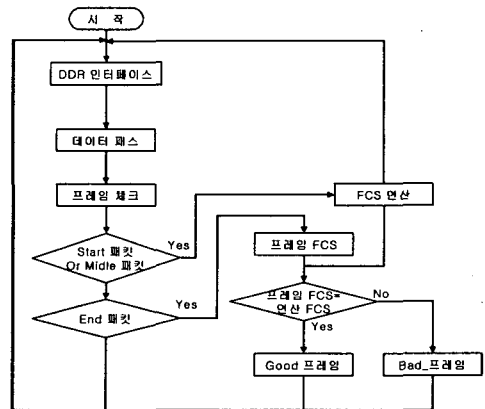 시 작
DDR 인터페이스
데이터 패스
프레임 체크
FCS 연산
Yes
Start 패킷
Or Midle 패킷
프레임 FCS
Yes
End 패킷
프레임 FCS=
연산 FCS
No
Yes
Good 프레임
Bad_프레임